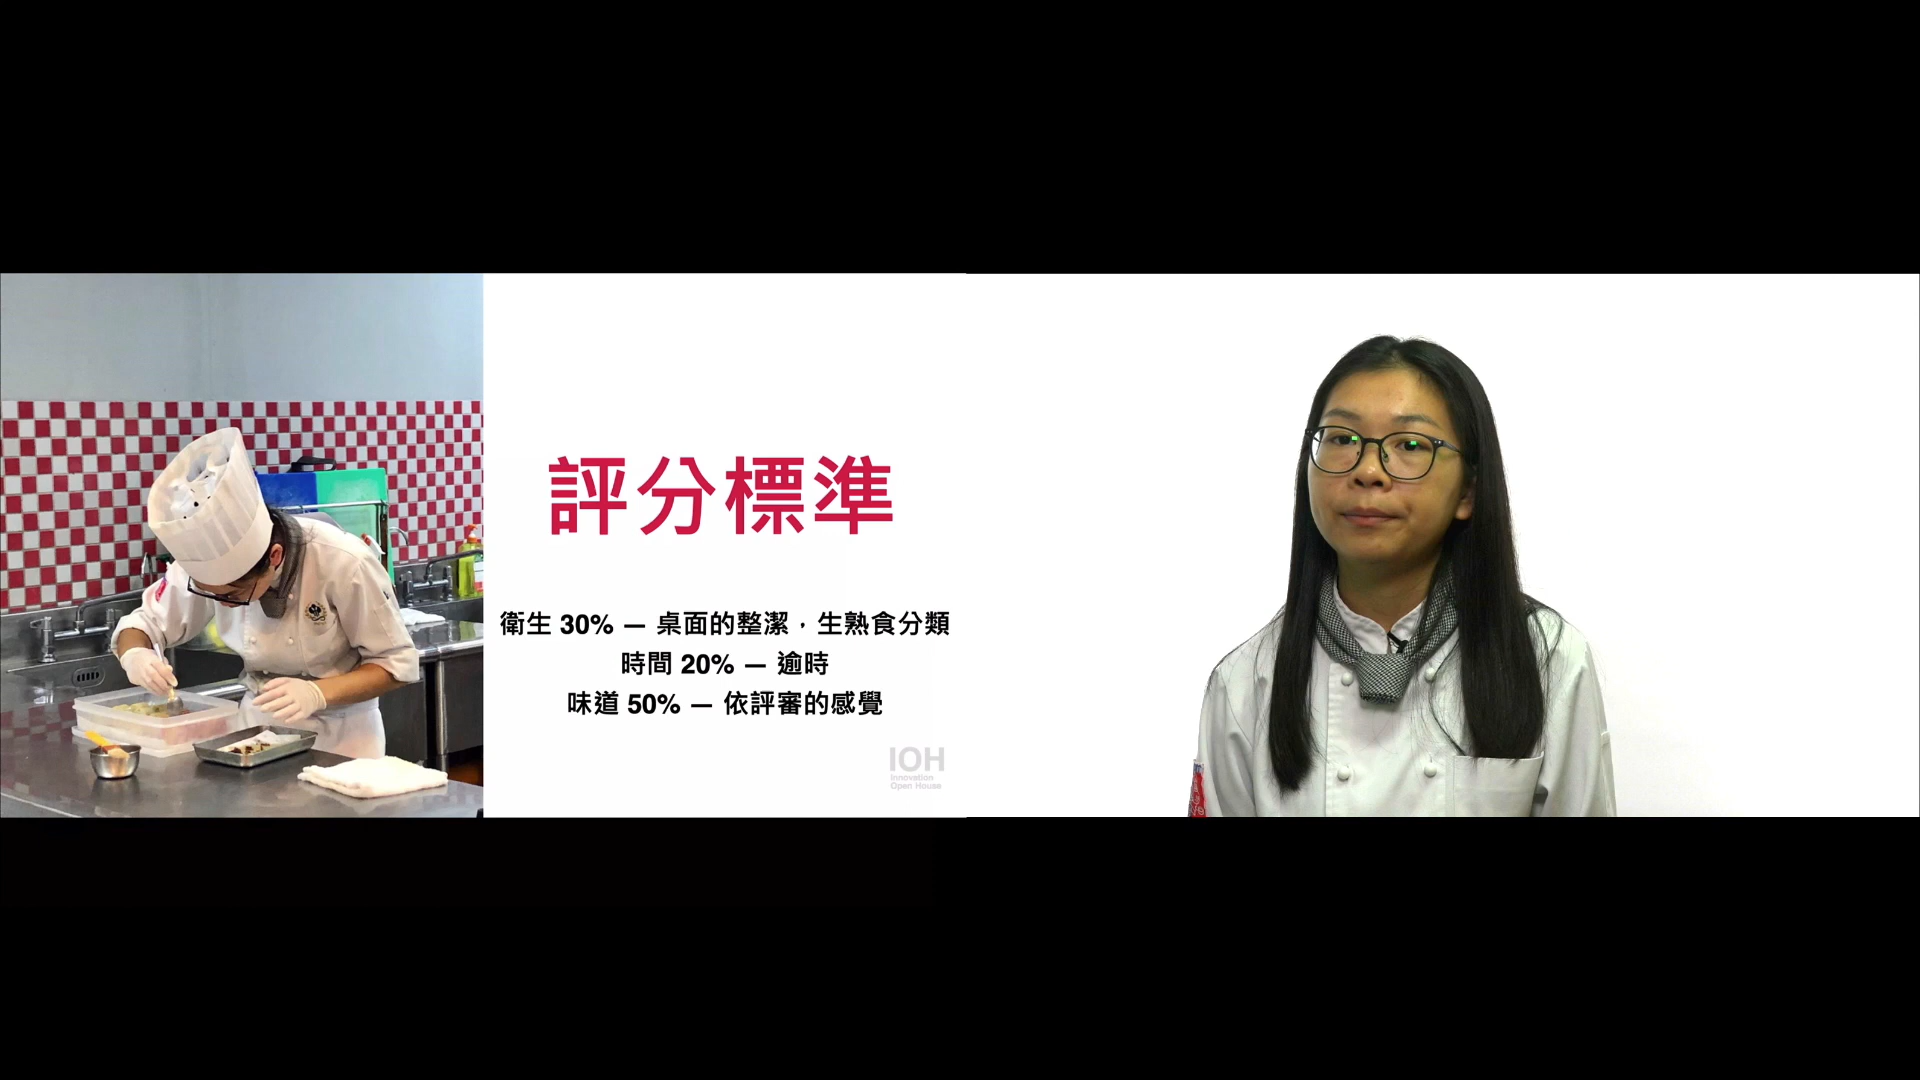 評分標準
衛生 30% — 桌面的整潔，生熟食分類
時間 20% — 逾時
味道 50% — 依評審的感覺
IOH
Innovation
Open House